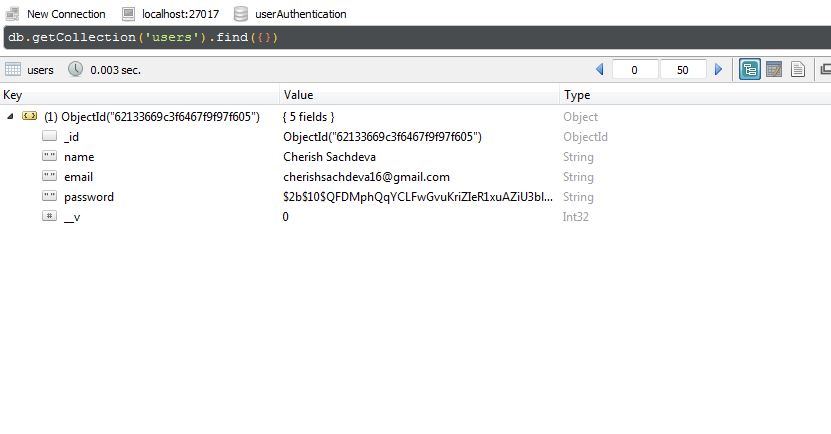 New Connection localhost:27017 userAuthentication
db.getCollection('users').find({})
users 0.003 sec. 0 50
Key Value Type
(1) ObjectId("62133669c3f6467f9f97f605") { 5 fields } Object
_id ObjectId("62133669c3f6467f9f97f605") ObjectId
" " name Cherish Sachdeva String
" " email cherishsachdeva16@gmail.com String
" " password $2b$10$QFDMphQqYCLFwGvuKriZIeR1xuAZiU3bI... String
# __v 0 Int32